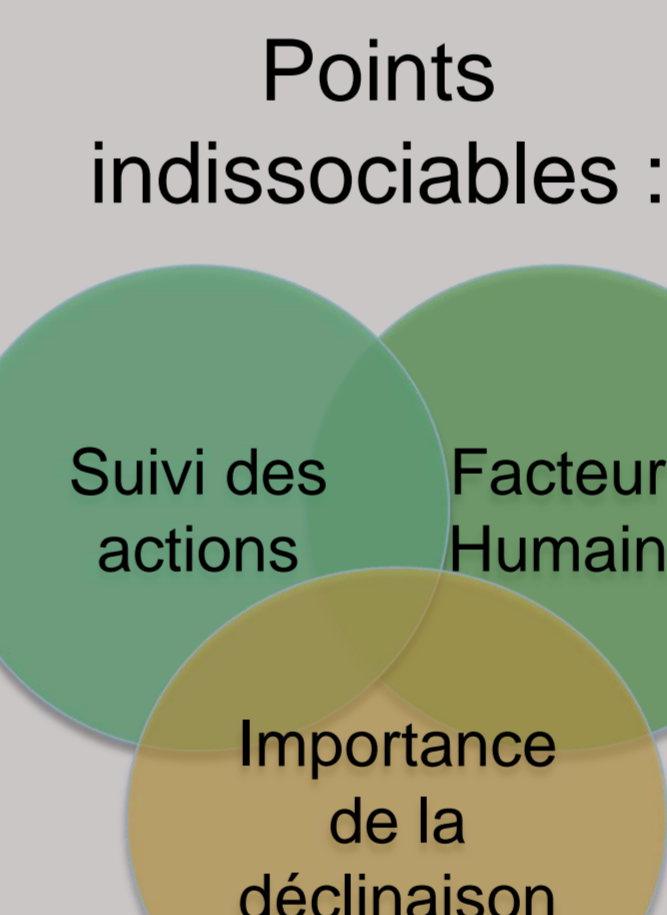 Points
indissociables :
Suivi des
actions
Facteur
Humain
Importance
de la
déclinaison